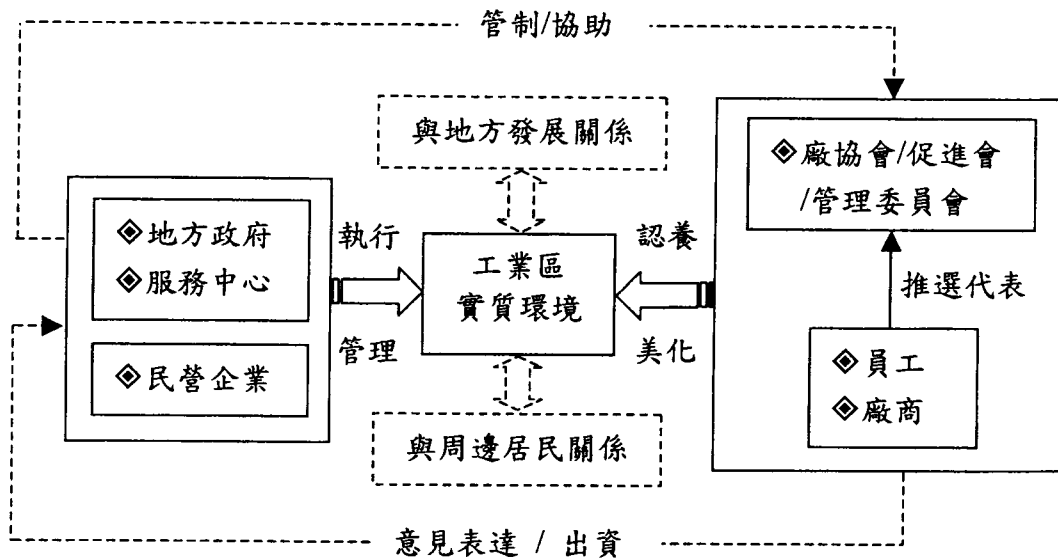 管制/協助
與地方發展關係
◈廠協會/促進會
/管理委員會
◈地方政府
◈服務中心
執行
工業區
實質環境
認養
推選代表
管理
美化
◈民營企業
◈員工
◈廠商
與周邊居民關係
意見表達 / 出資